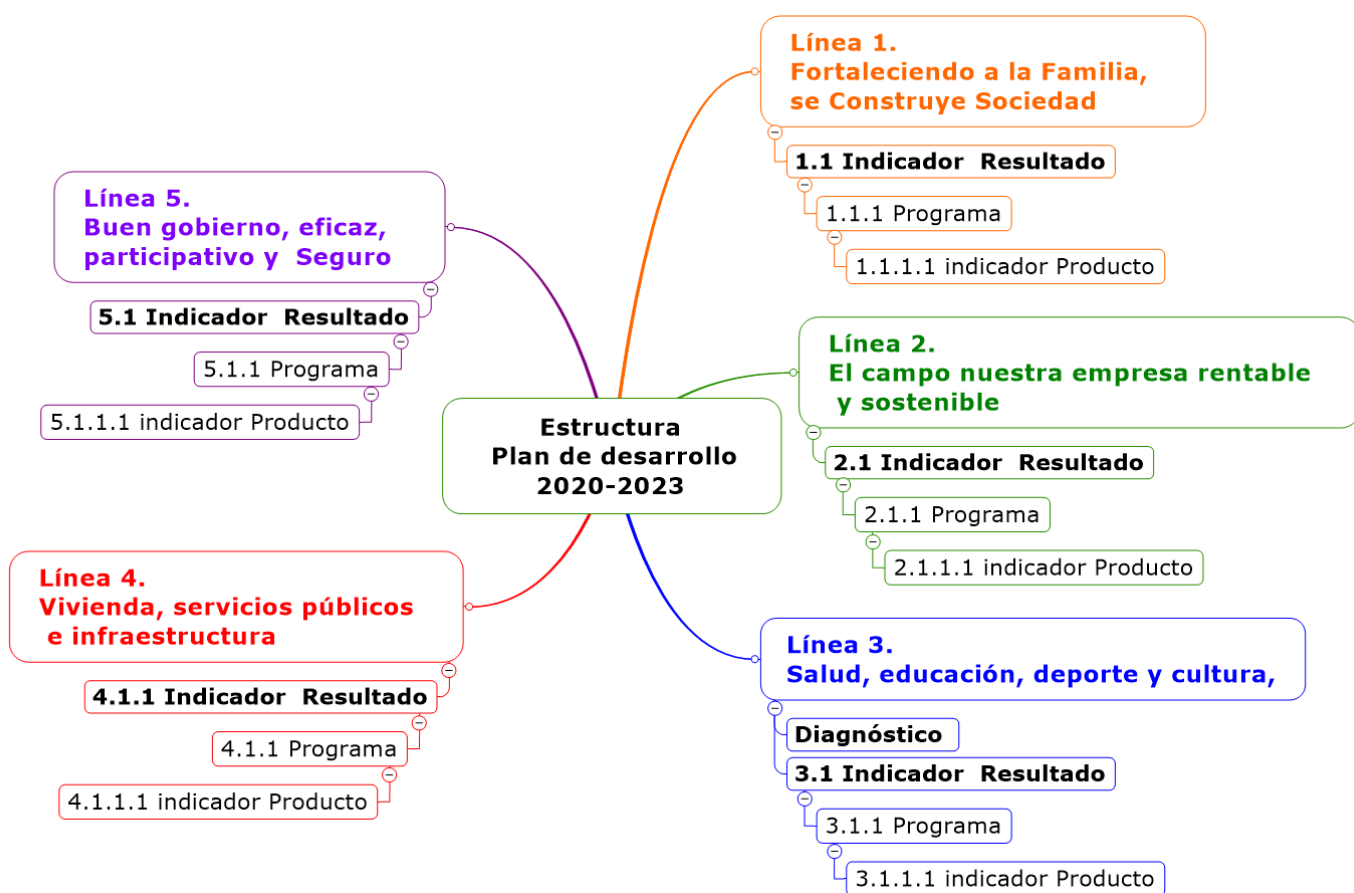 Estructura
Plan de desarrollo
2020-2023
Línea 1.
Fortaleciendo a la Familia,
se Construye Sociedad
1.1 Indicador  Resultado
1.1.1 Programa
1.1.1.1 indicador Producto
Línea 2.
El campo nuestra empresa rentable
y sostenible
2.1 Indicador  Resultado
2.1.1 Programa
2.1.1.1 indicador Producto
Línea 3.
Salud, educación, deporte y cultura,
Diagnóstico
3.1 Indicador  Resultado
3.1.1 Programa
3.1.1.1 indicador Producto
Línea 4.
Vivienda, servicios públicos
e infraestructura
4.1.1 Indicador  Resultado
4.1.1 Programa
4.1.1.1 indicador Producto
Línea 5.
Buen gobierno, eficaz,
participativo y  Seguro
5.1 Indicador  Resultado
5.1.1 Programa
5.1.1.1 indicador Producto